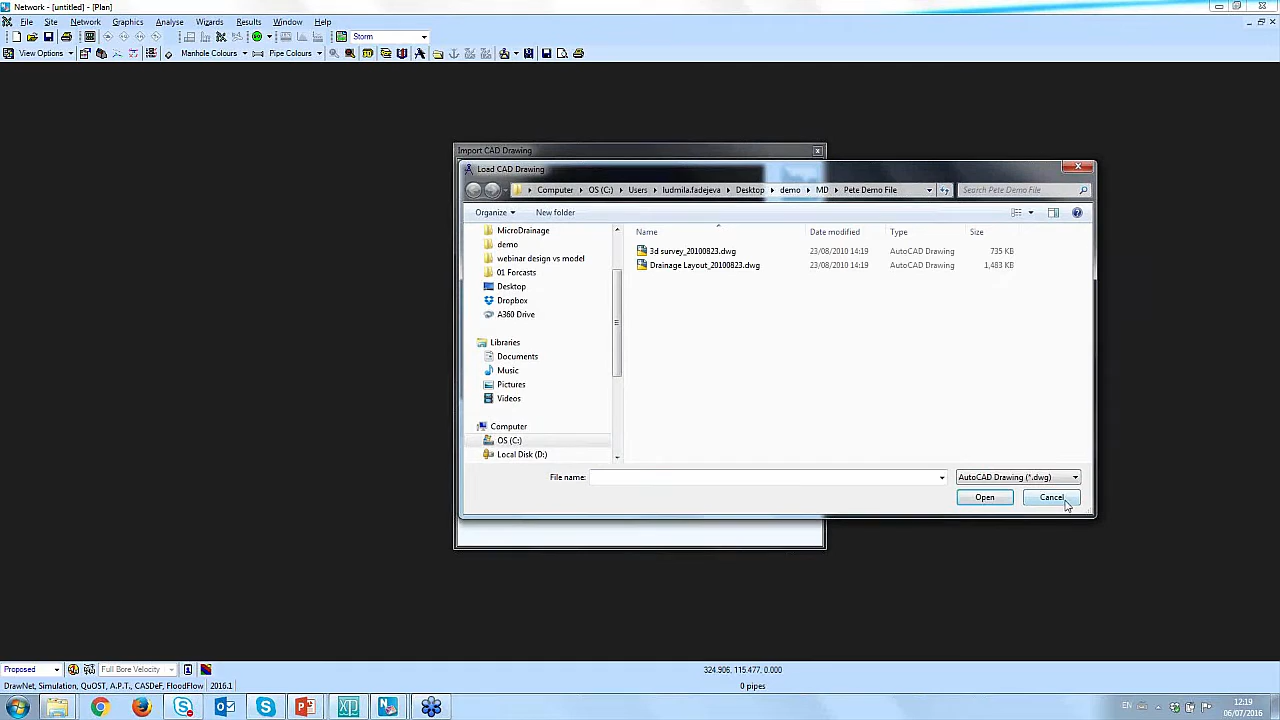 Network - [untitled] - [Plan]
File Site Network Graphics Analyse Wizards Results Window Help
Storm
View Options Manhole Colours Pipe Colours
Import CAD Drawing
Load CAD Drawing
Computer OS (C:) Users ludmila.fadejeva Desktop demo MD Pete Demo File Search Pete Demo File
Organize New folder
MicroDrainage
demo
webinar design vs model
01 Forcasts
Desktop
Dropbox
A360 Drive
Libraries
Documents
Music
Pictures
Videos
Computer
OS (C:)
Local Disk (D:)
Name Date modified Type Size
3d survey_20100823.dwg 23/08/2010 14:19 AutoCAD Drawing 735 KB
Drainage Layout_20100823.dwg 23/08/2010 14:19 AutoCAD Drawing 1,483 KB
File name: AutoCAD Drawing (*.dwg)
Open Cancel
Proposed Full Bore Velocity 324.906, 115.477, 0.000
DrawNet, Simulation, QuOST, A.P.T., CASDeF, FloodFlow 2016.1 0 pipes
EN 12:19
06/07/2016